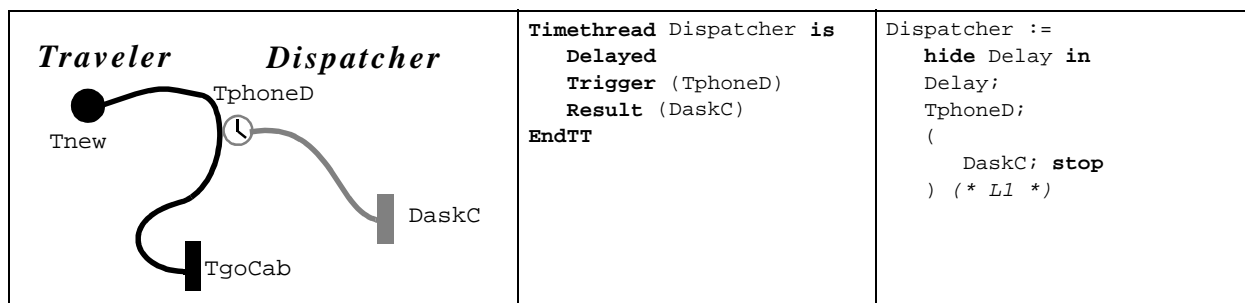 Traveler Dispatcher
TphoneD
Tnew
DaskC
TgoCab
Timethread Dispatcher is
Delayed
Trigger (TphoneD)
Result (DaskC)
EndTT
Dispatcher :=
hide Delay in
Delay;
TphoneD;
(
DaskC; stop
) (* L1 *)